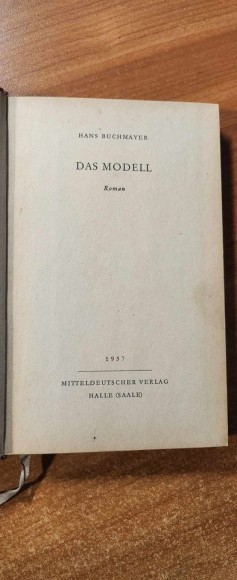 HANS BUCHMAYER
DAS MODELL
Roman
1957
MITTELDEUTSCHER VERLAG
HALLE (SAALE)